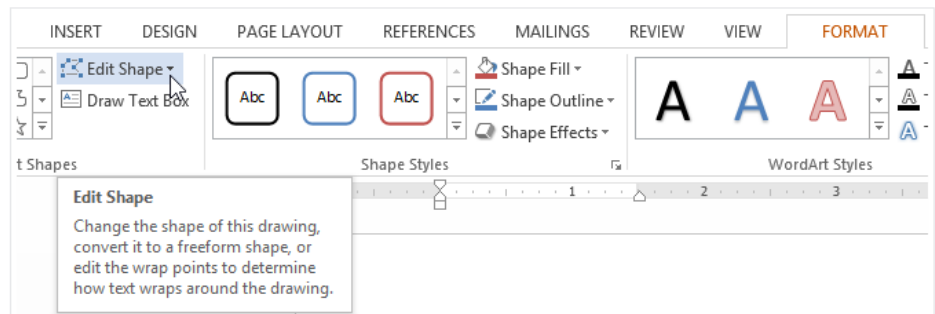 INSERT DESIGN PAGE LAYOUT REFERENCES MAILINGS REVIEW VIEW FORMAT
Edit Shape
Draw Text Box
Abc Abc Abc
Shape Fill
Shape Outline
Shape Effects
A A A
A
A
A
t Shapes Shape Styles WordArt Styles
1 2 3
Edit Shape
Change the shape of this drawing,
convert it to a freeform shape, or
edit the wrap points to determine
how text wraps around the drawing.